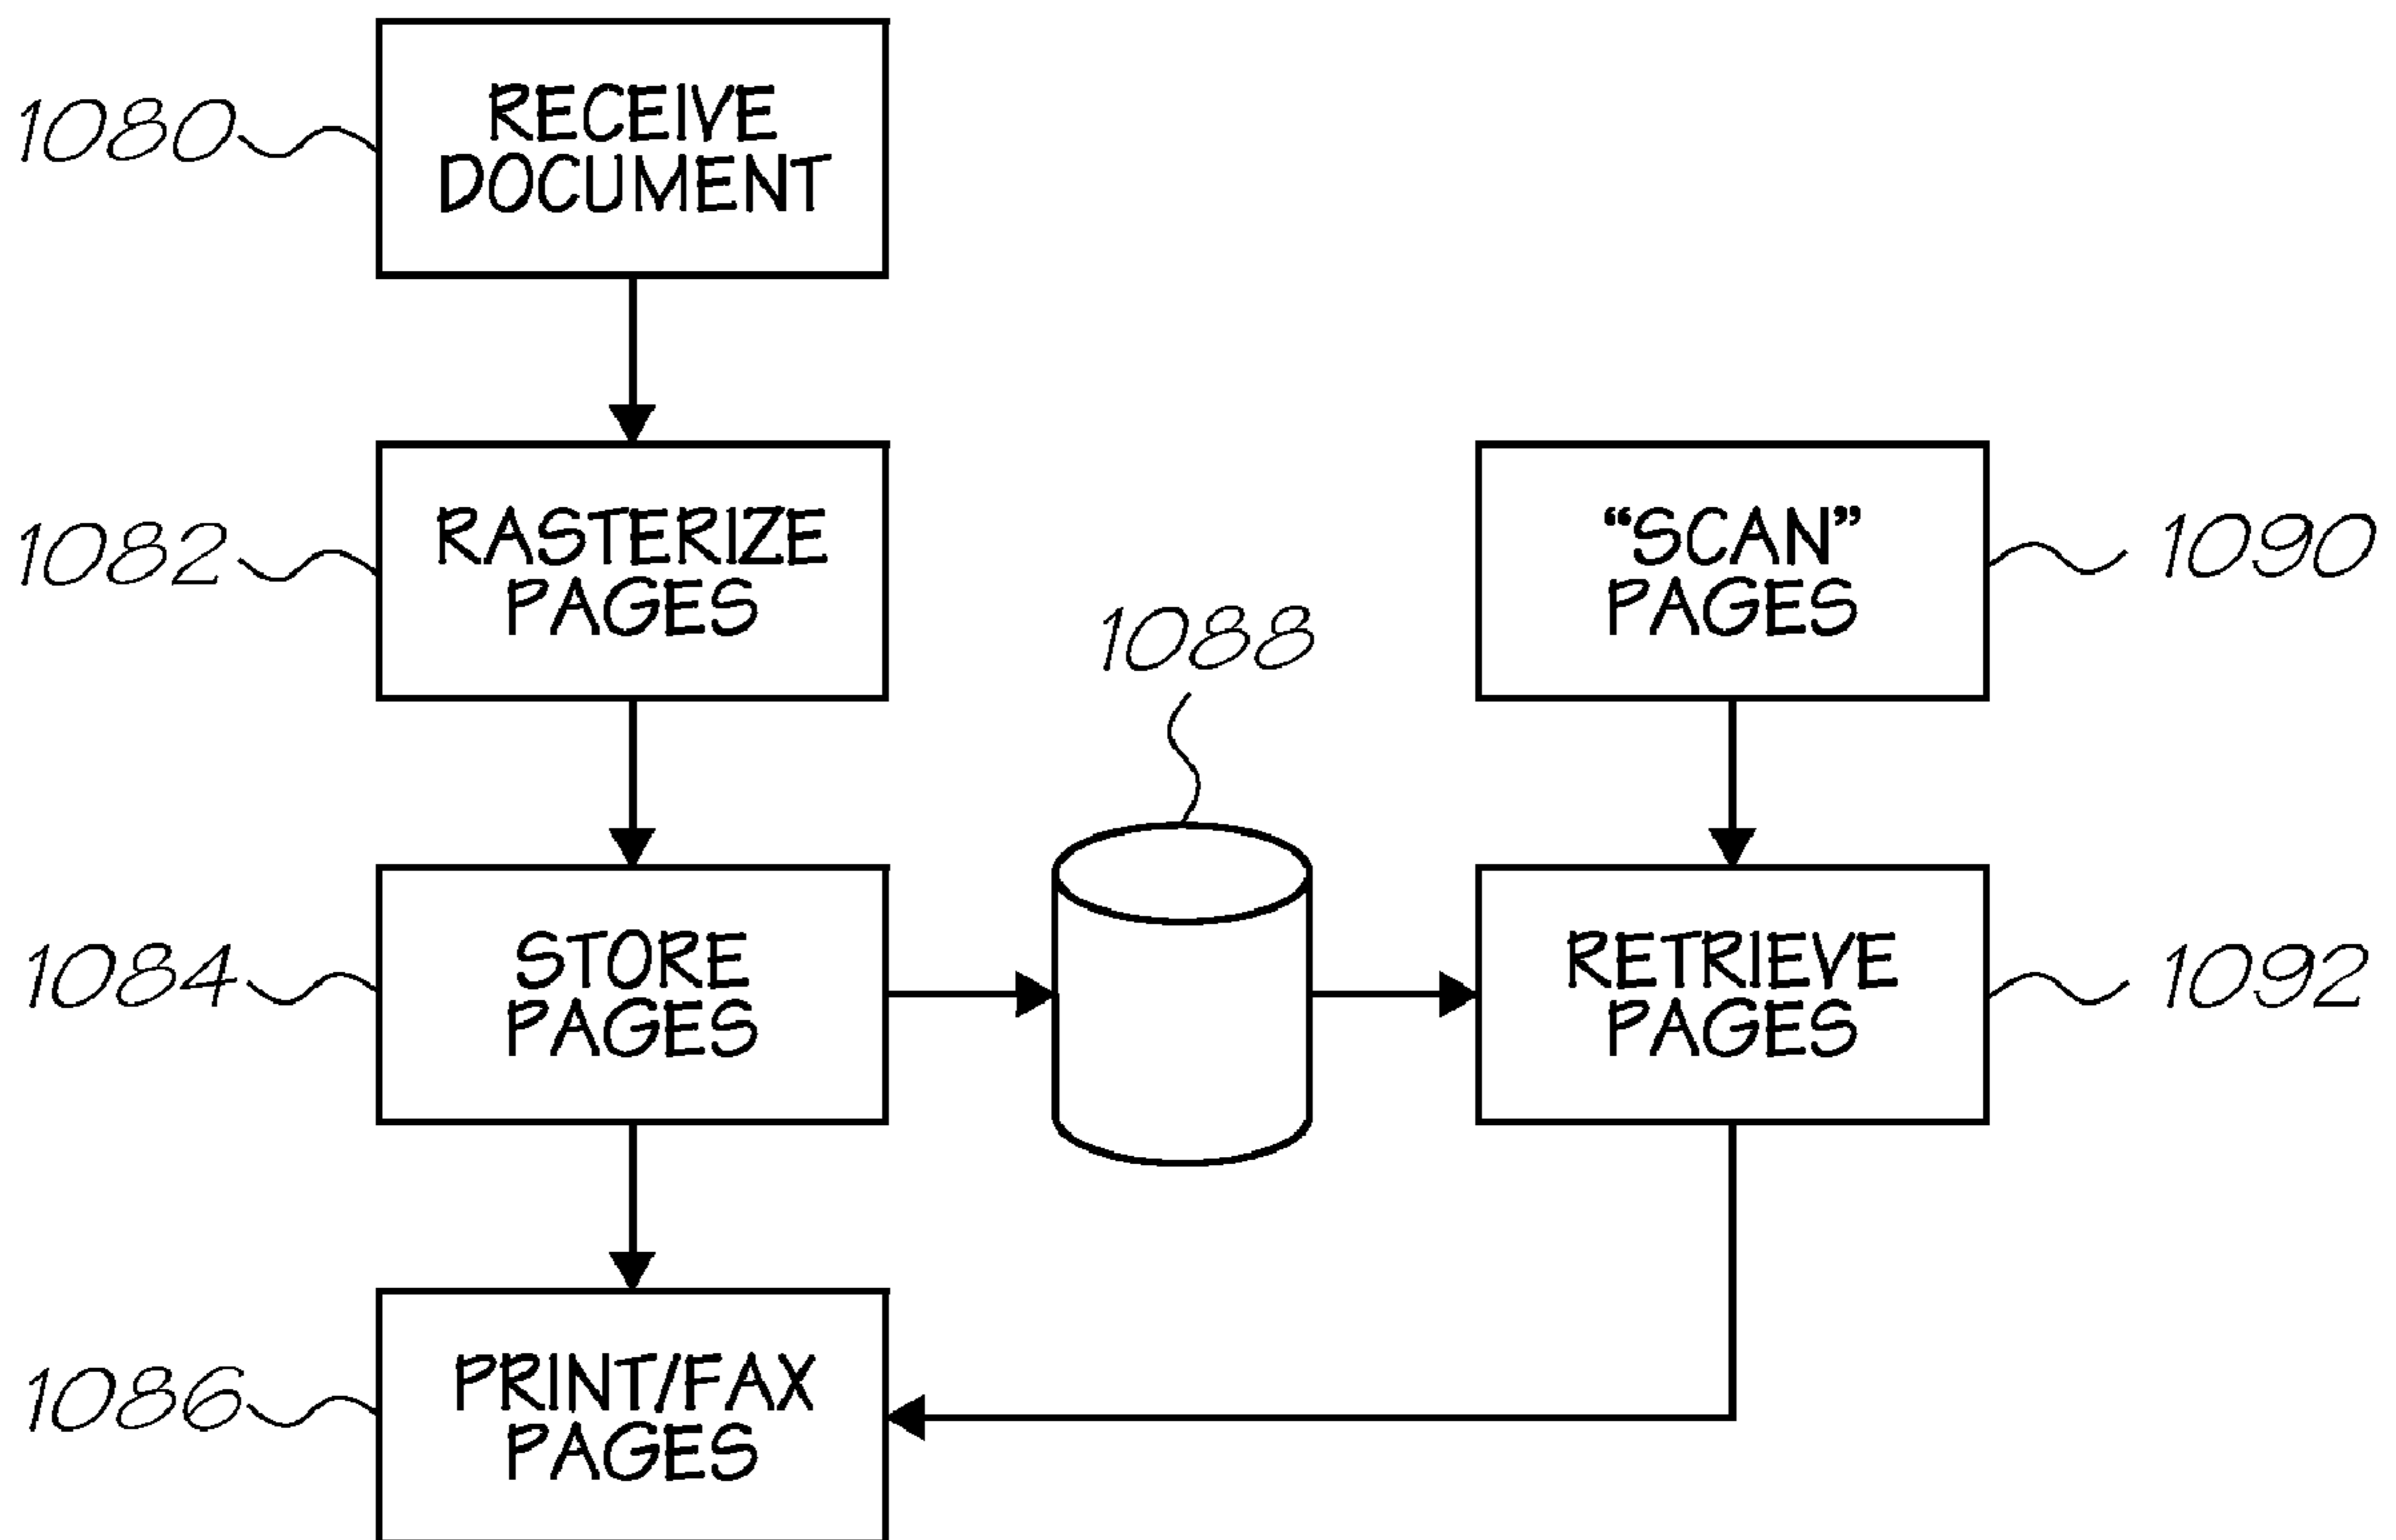 1080
RECEIVE
DOCUMENT
1082
RASTERIZE
PAGES
1088
“SCAN”
PAGES
1090
1084
STORE
PAGES
RETRIEVE
PAGES
1092
1086
PRINT/FAX
PAGES